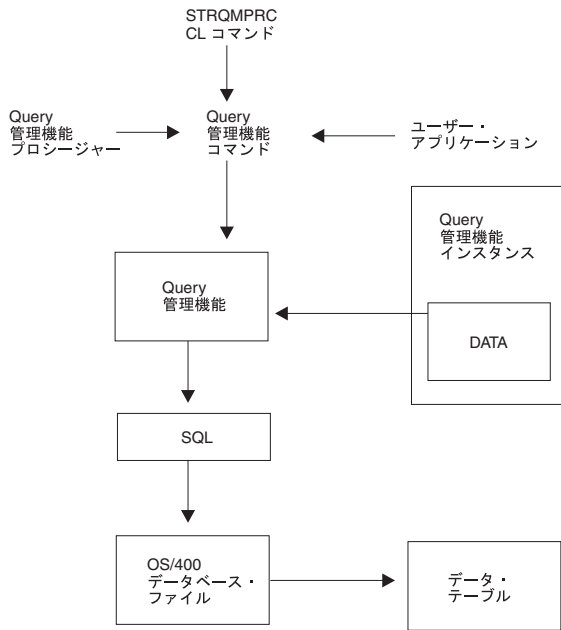 STRQMPRC
CL コマンド
Query
管理機能
プロシージャー
Query
管理機能
コマンド
ユーザー・
アプリケーション
Query
管理機能
インスタンス
Query
管理機能
DATA
SQL
OS/400
データベース・
ファイル
データ・
テーブル